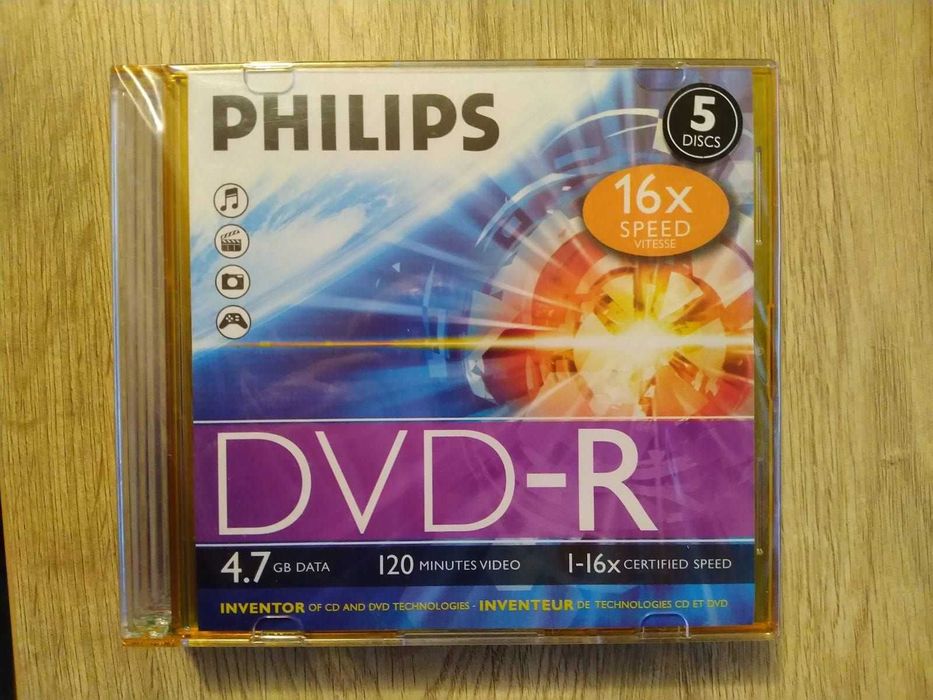 PHILIPS
5
DISCS
16x
SPEED
VITESSE
DVD-R
4.7 GB DATA 120 MINUTES VIDEO 1-16x CERTIFIED SPEED
INVENTOR OF CD AND DVD TECHNOLOGIES - INVENTEUR DE TECHNOLOGIES CD ET DVD